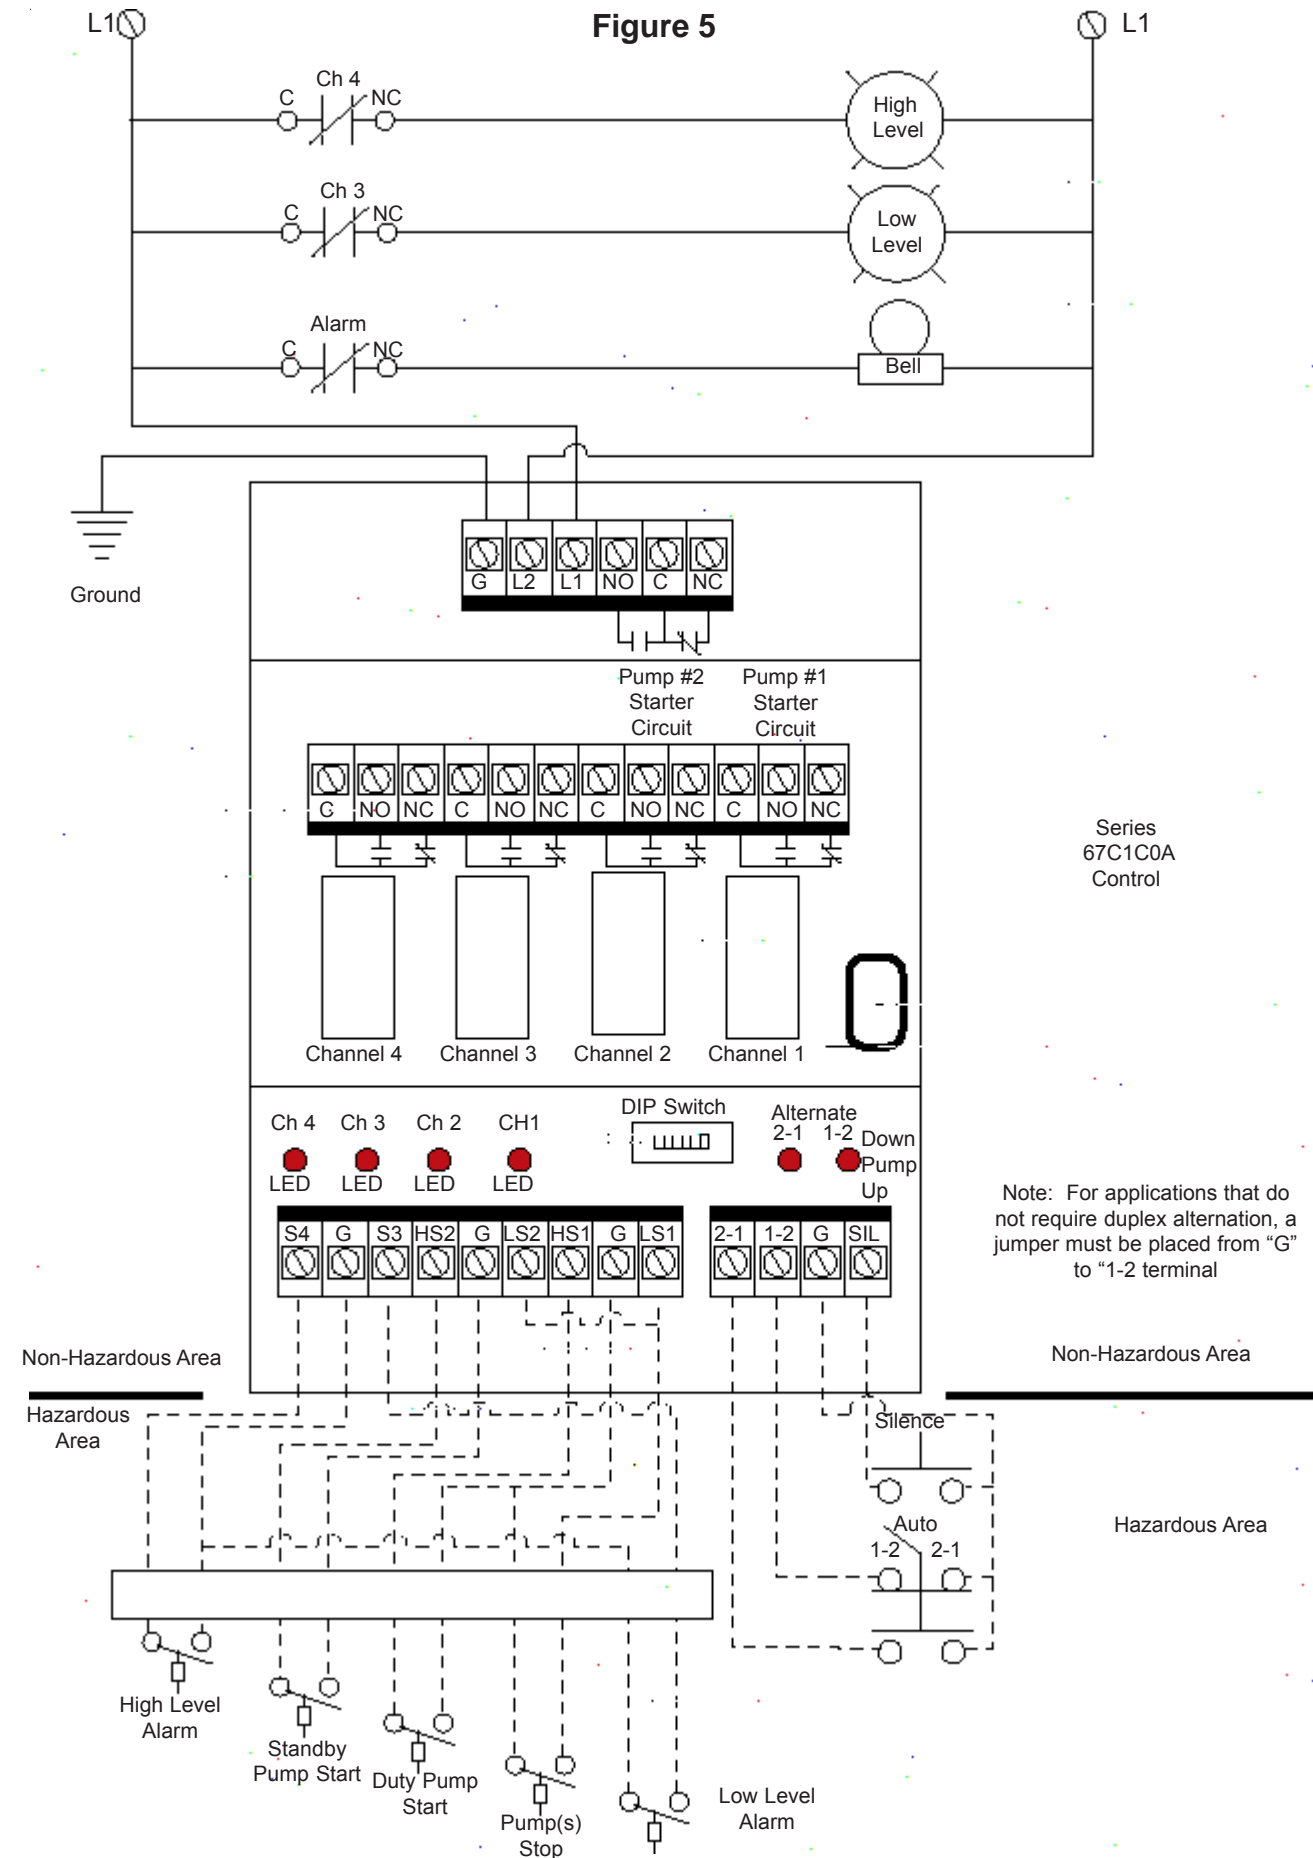 Figure 5
L1
L1
Ch 4
C
NC
High
Level
Ch 3
C
NC
Low
Level
Alarm
C
NC
Bell
Ground
G L2 L1 NO C NC
Pump #2
Starter
Circuit
Pump #1
Starter
Circuit
C NO NC C NO NC C NO NC C NO NC
Series
67C1C0A
Control
Channel 4
Channel 3
Channel 2
Channel 1
Ch 4
LED
Ch 3
LED
Ch 2
LED
CH1
LED
DIP Switch
Alternate
2-1 1-2
Down
Pump
Up
S4 G S3 HS2 G LS2 HS1 G LS1
2-1 1-2 G SIL
Note: For applications that do
not require duplex alternation, a
jumper must be placed from “G”
to “1-2 terminal
Non-Hazardous Area
Non-Hazardous Area
Hazardous
Area
Silence
Auto
1-2 2-1
Hazardous Area
High Level
Alarm
Standby
Pump Start
Duty Pump
Start
Pump(s)
Stop
Low Level
Alarm